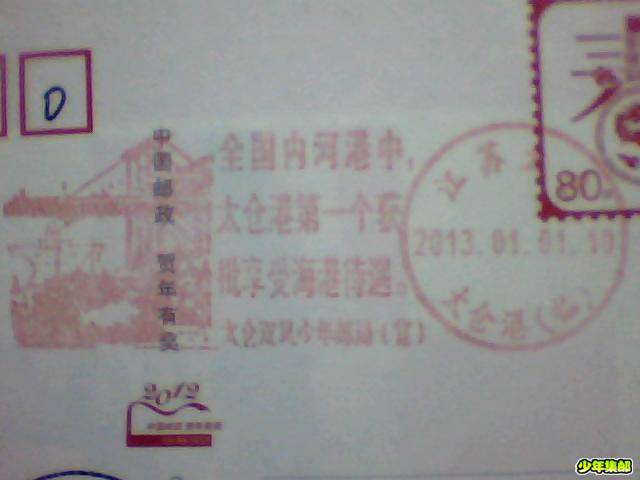 0
中国邮政 贺年有奖
全国内河港中，
太仓港第一个获
批享受海港待遇。
太仓双凤少年邮局（宣）
江苏
2013.01.01.10
太仓港
80
2012
少年集邮